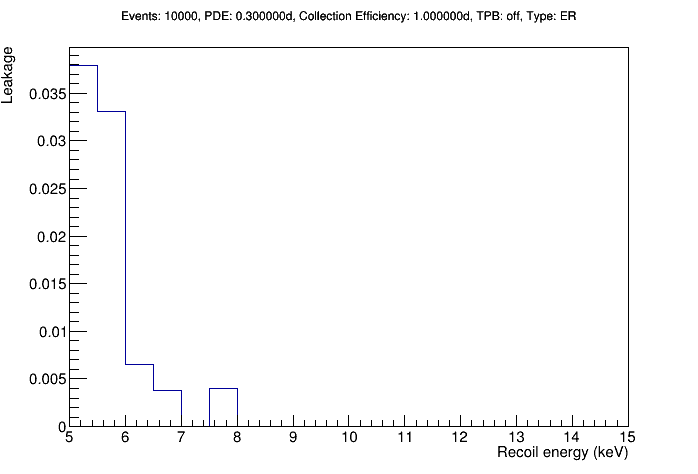 Events: 10000, PDE: 0.300000d, Collection Efficiency: 1.000000d, TPB: off, Type: ER
Leakage
0.035
0.03
0.025
0.02
0.015
0.01
0.005
0
5 6 7 8 9 10 11 12 13 14 15
Recoil energy (keV)